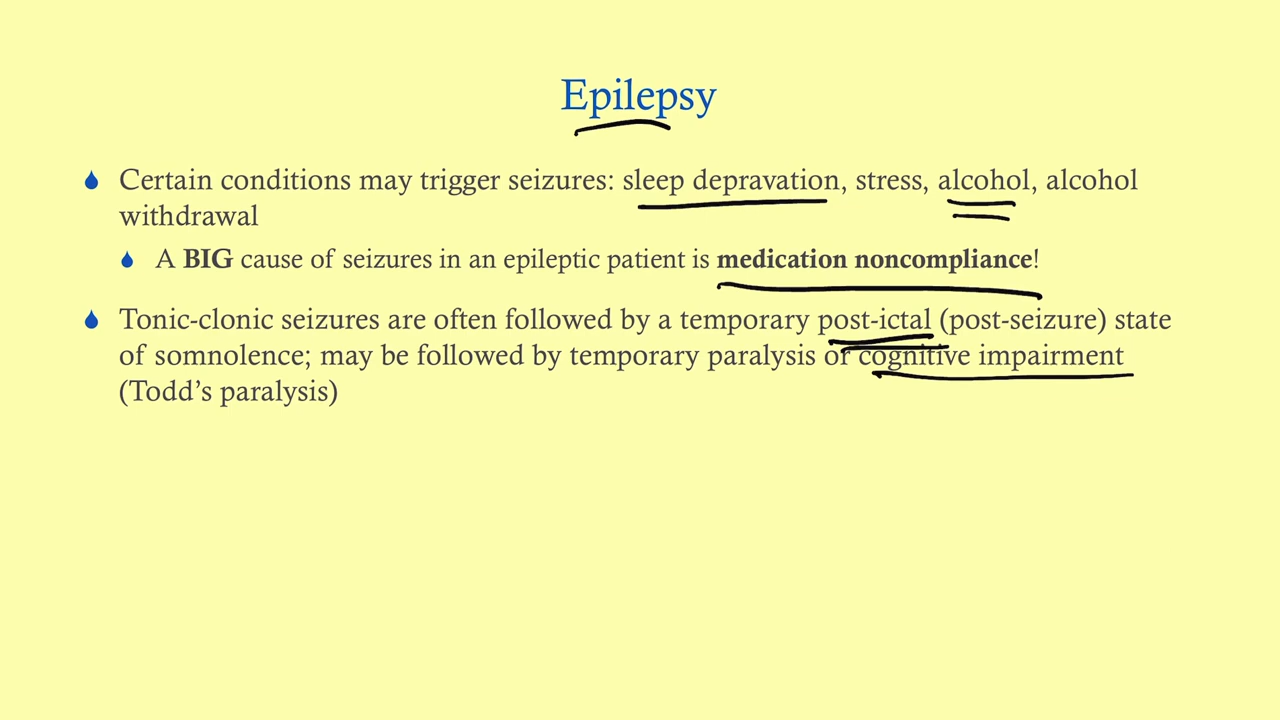 Epilepsy
Certain conditions may trigger seizures: sleep depravation, stress, alcohol, alcohol
withdrawal
A BIG cause of seizures in an epileptic patient is medication noncompliance!
Tonic-clonic seizures are often followed by a temporary post-ictal (post-seizure) state
of somnolence; may be followed by temporary paralysis or cognitive impairment
(Todd’s paralysis)